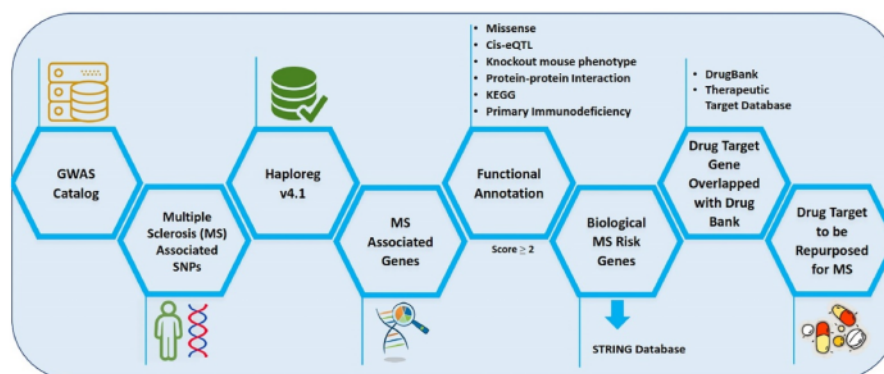 • Missense
• Cis-eQTL
• Knockout mouse phenotype
• Protein-protein Interaction
• KEGG
• Primary Immunodeficiency
• DrugBank
• Therapeutic
Target Database
GWAS
Catalog
Multiple
Sclerosis (MS)
Associated
SNPs
Haploreg
v4.1
MS
Associated
Genes
Functional
Annotation
Score ≥ 2
Biological
MS Risk
Genes
STRING Database
Drug Target
Gene
Overlapped
with Drug
Bank
Drug Target
to be
Repurposed
for MS